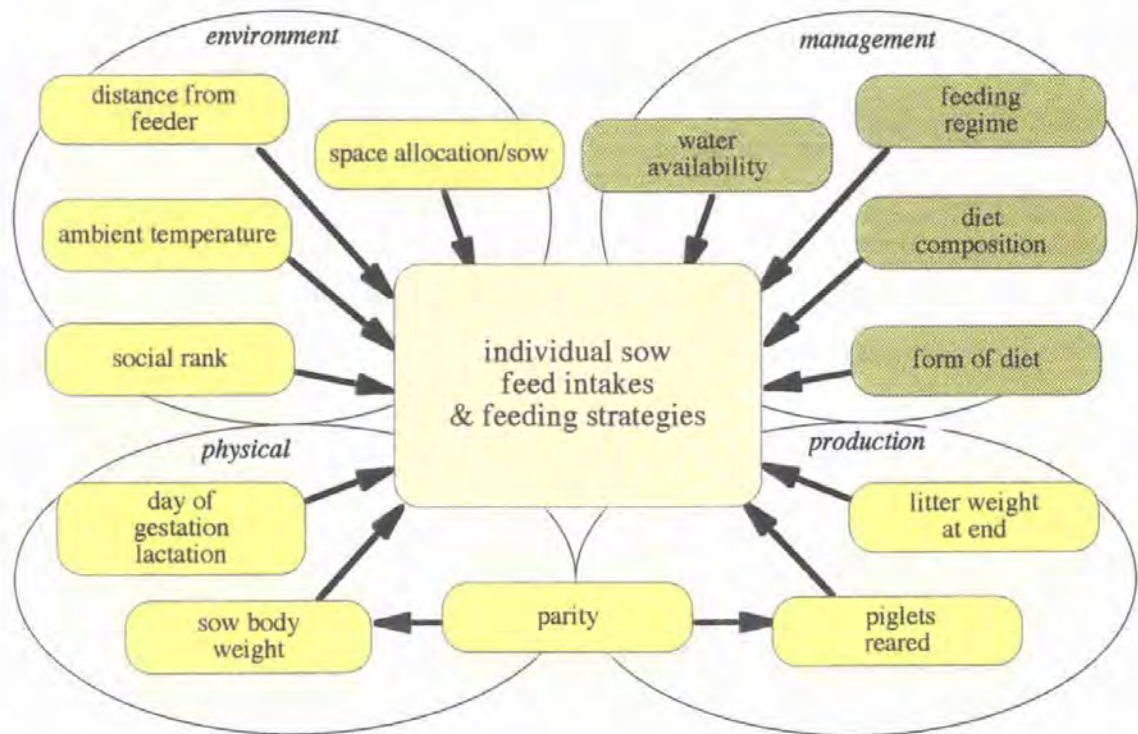 environment
management
distance from
feeder
feeding
regime
space allocation/sow
water
availability
ambient temperature
diet
composition
social rank
individual sow
feed intakes
& feeding strategies
form of diet
physical
production
day of
gestation
lactation
litter weight
at end
sow body
weight
parity
piglets
reared